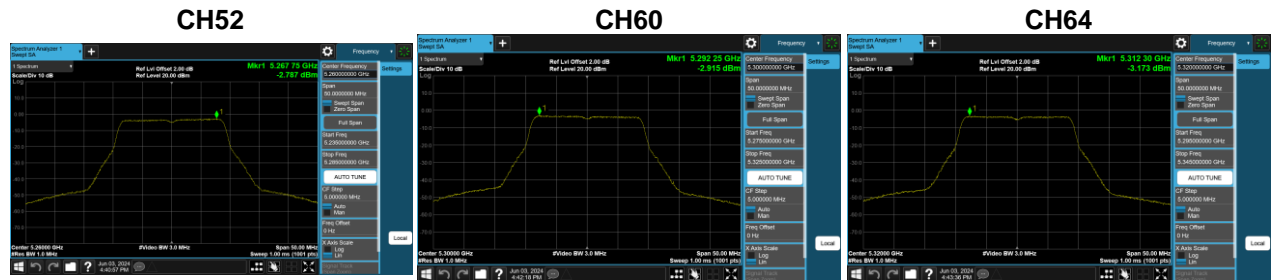 CH52
Spectrum Analyzer 1
Swept SA
+
Frequency
1 Spectrum
Scale/Div 10 dB
Log
Ref Lvl Offset 2.00 dB
Ref Level 20.00 dBm
Mkr1 5.267 75 GHz
-2.787 dBm
1
Center 5.26000 GHz
#Res BW 1.0 MHz
#Video BW 3.0 MHz
Span 50.00 MHz
Sweep 1.00 ms (1001 pts)
Center Frequency
5.260000000 GHz
Settings
Span
50.0000000 MHz
Swept Span
Zero Span
Full Span
Start Freq
5.235000000 GHz
Stop Freq
5.285000000 GHz
AUTO TUNE
CF Step
5.000000 MHz
Auto
Man
Freq Offset
0 Hz
X Axis Scale
Log
Lin
Local
Jun 03, 2024
4:40:57 PM
CH60
Spectrum Analyzer 1
Swept SA
+
Frequency
1 Spectrum
Scale/Div 10 dB
Log
Ref Lvl Offset 2.00 dB
Ref Level 20.00 dBm
Mkr1 5.292 25 GHz
-2.915 dBm
1
Center 5.30000 GHz
#Res BW 1.0 MHz
#Video BW 3.0 MHz
Span 50.00 MHz
Sweep 1.00 ms (1001 pts)
Center Frequency
5.300000000 GHz
Settings
Span
50.0000000 MHz
Swept Span
Zero Span
Full Span
Start Freq
5.275000000 GHz
Stop Freq
5.325000000 GHz
AUTO TUNE
CF Step
5.000000 MHz
Auto
Man
Freq Offset
0 Hz
X Axis Scale
Log
Lin
Local
Jun 03, 2024
4:42:18 PM
CH64
Spectrum Analyzer 1
Swept SA
+
Frequency
1 Spectrum
Scale/Div 10 dB
Log
Ref Lvl Offset 2.00 dB
Ref Level 20.00 dBm
Mkr1 5.312 30 GHz
-3.173 dBm
1
Center 5.32000 GHz
#Res BW 1.0 MHz
#Video BW 3.0 MHz
Span 50.00 MHz
Sweep 1.00 ms (1001 pts)
Center Frequency
5.320000000 GHz
Settings
Span
50.0000000 MHz
Swept Span
Zero Span
Full Span
Start Freq
5.295000000 GHz
Stop Freq
5.345000000 GHz
AUTO TUNE
CF Step
5.000000 MHz
Auto
Man
Freq Offset
0 Hz
X Axis Scale
Log
Lin
Local
Jun 03, 2024
4:43:36 PM